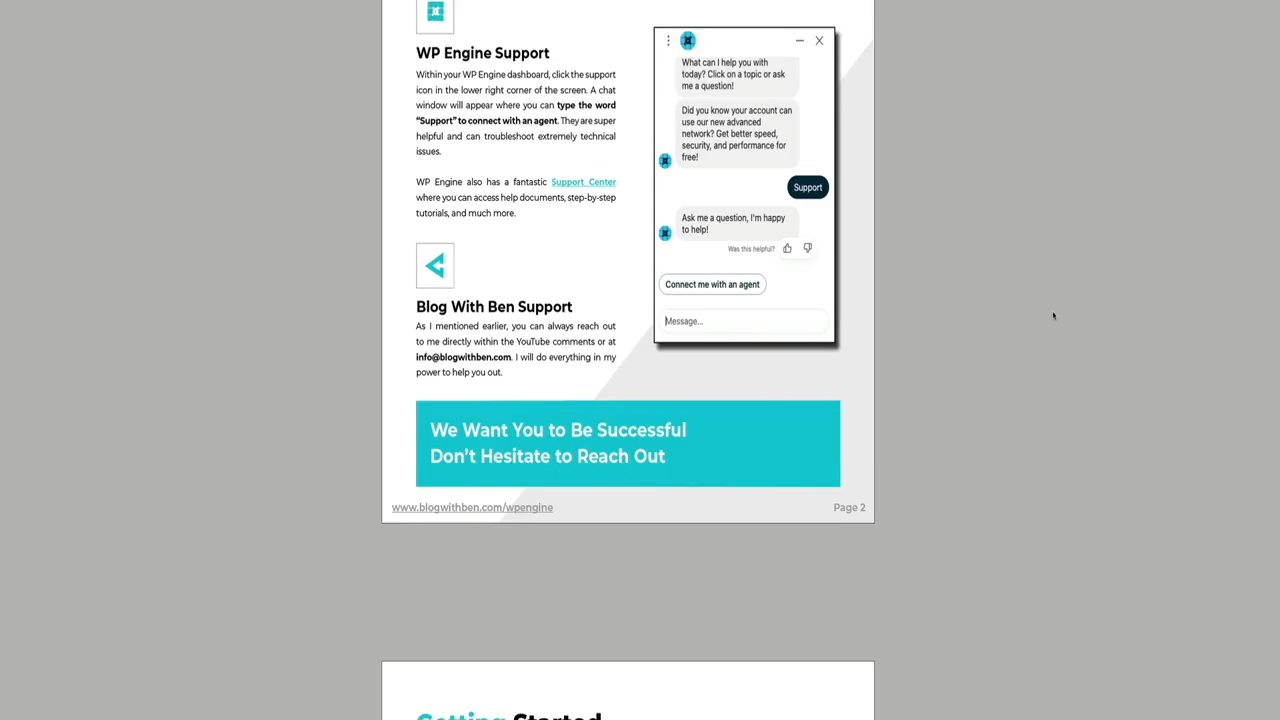 WP Engine Support
Within your WP Engine dashboard, click the support
icon in the lower right corner of the screen. A chat
window will appear where you can type the word
“Support” to connect with an agent. They are super
helpful and can troubleshoot extremely technical
issues.
WP Engine also has a fantastic Support Center
where you can access help documents, step-by-step
tutorials, and much more.
Blog With Ben Support
As I mentioned earlier, you can always reach out
to me directly within the YouTube comments or at
info@blogwithben.com. I will do everything in my
power to help you out.
What can I help you with
today? Click on a topic or ask
me a question!
Did you know your account can
use our new advanced
network? Get better speed,
security, and performance for
free!
Support
Ask me a question, I'm happy
to help!
Was this helpful?
Connect me with an agent
Message...
We Want You to Be Successful
Don’t Hesitate to Reach Out
www.blogwithben.com/wpengine
Page 2
Getting Started